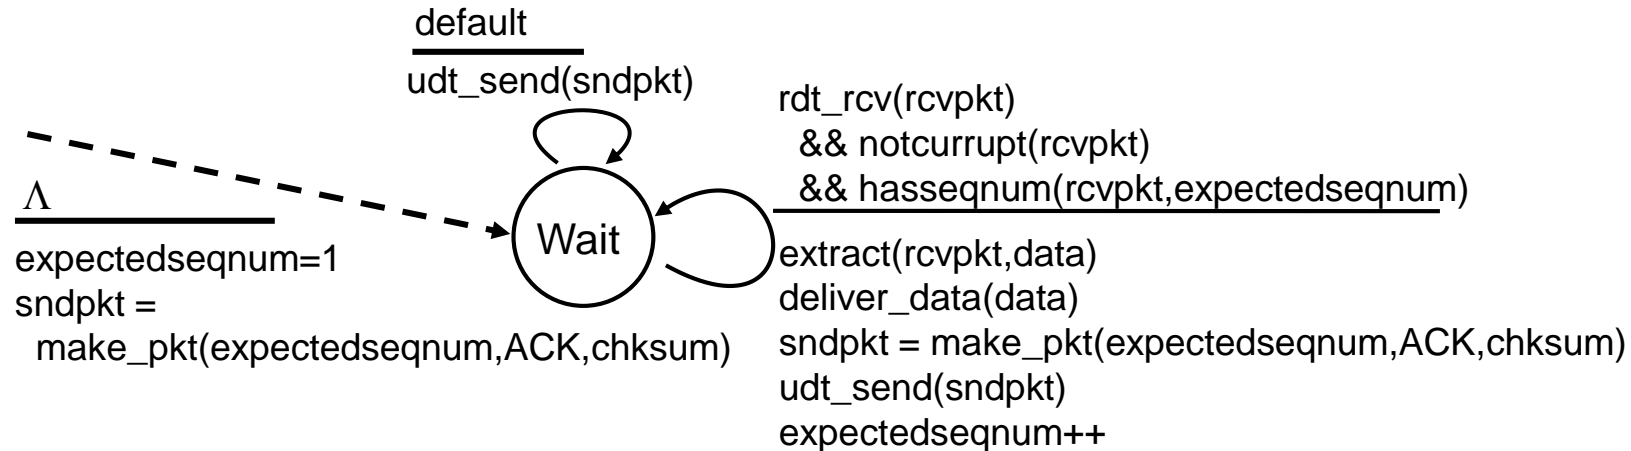 default
udt_send(sndpkt)
rdt_rcv(rcvpkt)
&& notcurrupt(rcvpkt)
&& hasseqnum(rcvpkt,expectedseqnum)
Λ
Wait
expectedseqnum=1
sndpkt =
make_pkt(expectedseqnum,ACK,chksum)
extract(rcvpkt,data)
deliver_data(data)
sndpkt = make_pkt(expectedseqnum,ACK,chksum)
udt_send(sndpkt)
expectedseqnum++